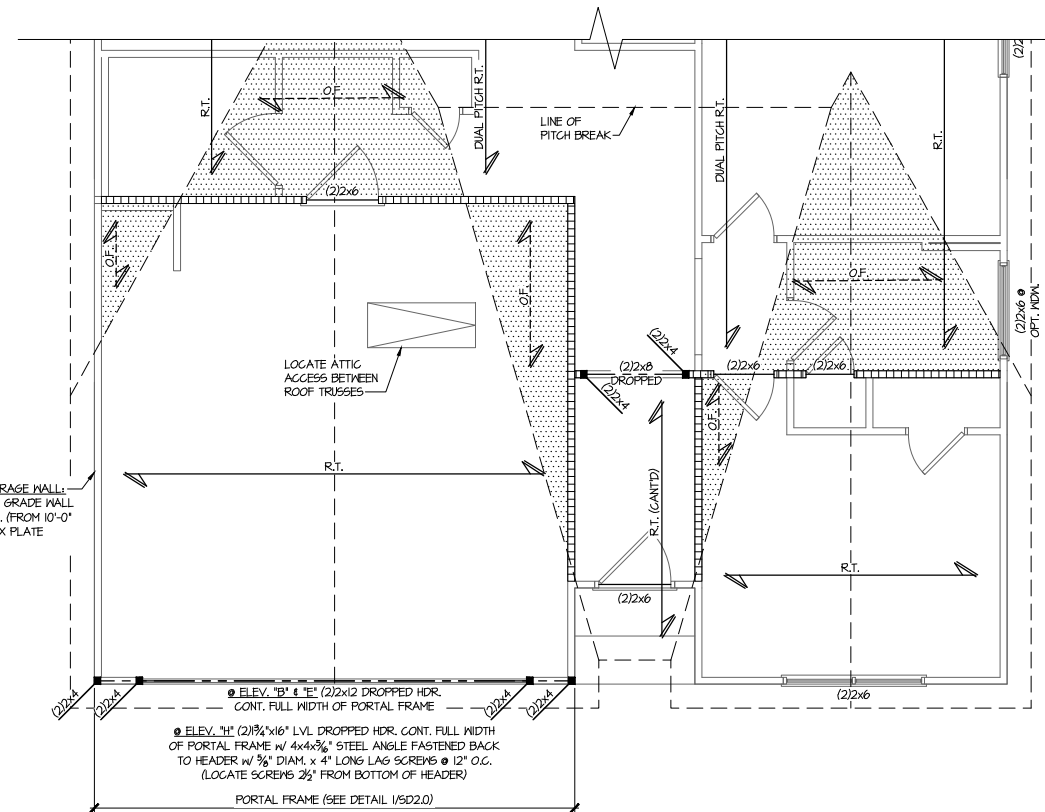 (2)2x
R.T.
O.F.
DUAL PITCH R.T.
LINE OF
PITCH BREAK
DUAL PITCH R.T.
R.T.
(2)2x6
O.F.
O.F.
O.F.
(2)2x6 @
OPT. WDW.
LOCATE ATTIC
ACCESS BETWEEN
ROOF TRUSSES
(2)2x4
(2)2x8
DROPPED
(2)2x4
(2)2x6
(2)2x6
O.F.
R.T.
R.T. (CANT'D)
RAGE WALL:
GRADE WALL
. (FROM 10'-0"
X PLATE
R.T.
(2)2x6
(2)2x6
(2)2x4
(2)2x4
(2)2x4
(2)2x4
@ ELEV. "B" & "E" (2)2x12 DROPPED HDR.
CONT. FULL WIDTH OF PORTAL FRAME
@ ELEV. "H" (2)1¾"x16" LVL DROPPED HDR. CONT. FULL WIDTH
OF PORTAL FRAME W/ 4x4x5/16" STEEL ANGLE FASTENED BACK
TO HEADER W/ ⅝" DIAM. x 4" LONG LAG SCREWS @ 12" O.C.
(LOCATE SCREWS 2½" FROM BOTTOM OF HEADER)
PORTAL FRAME (SEE DETAIL 1/SD2.0)